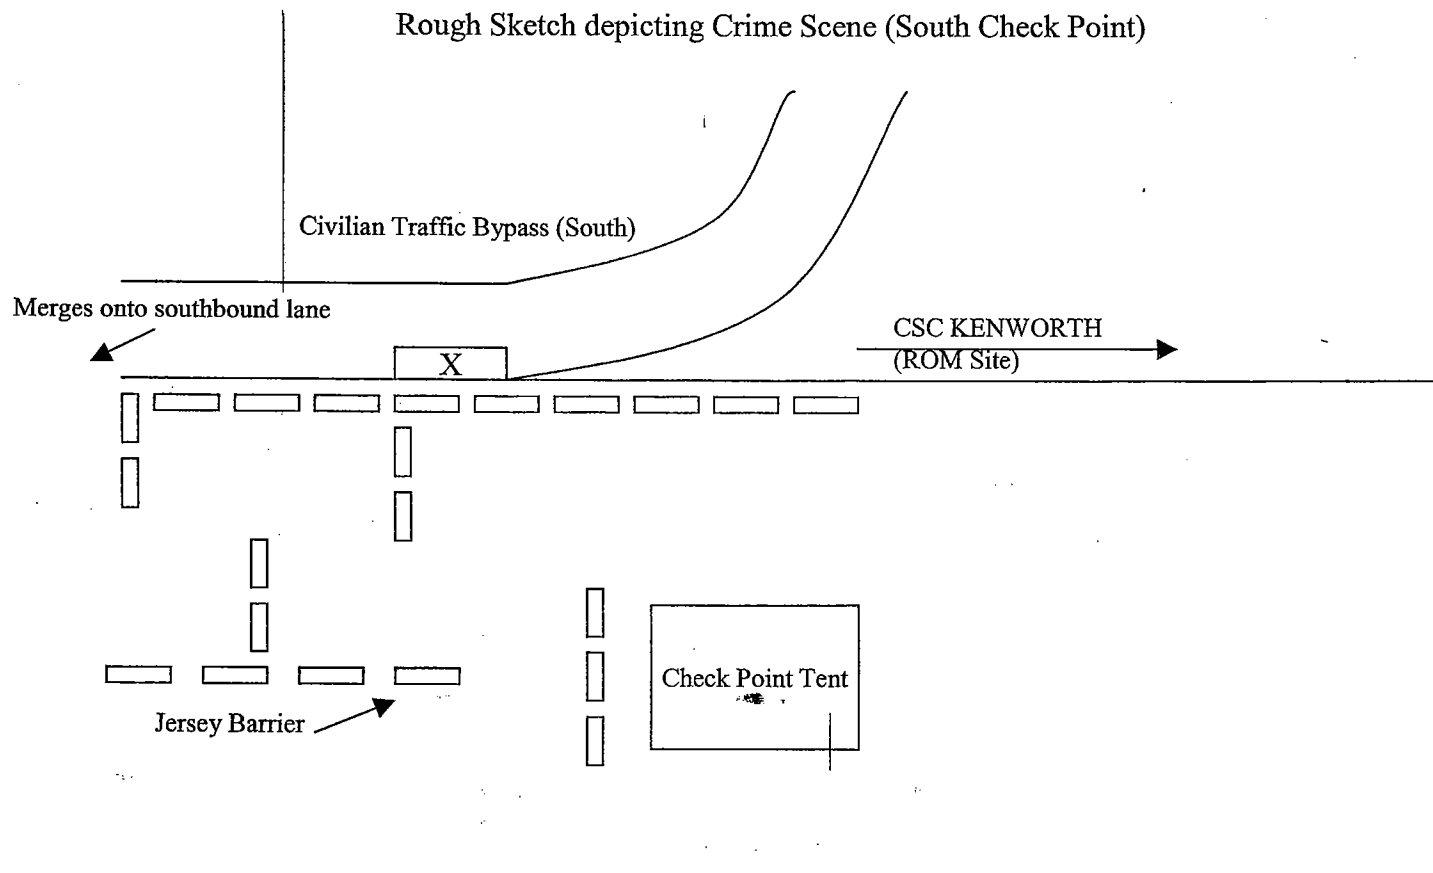 Rough Sketch depicting Crime Scene (South Check Point)
Civilian Traffic Bypass (South)
Merges onto southbound lane
CSC KENWORTH
(ROM Site)
X
Check Point Tent
Jersey Barrier